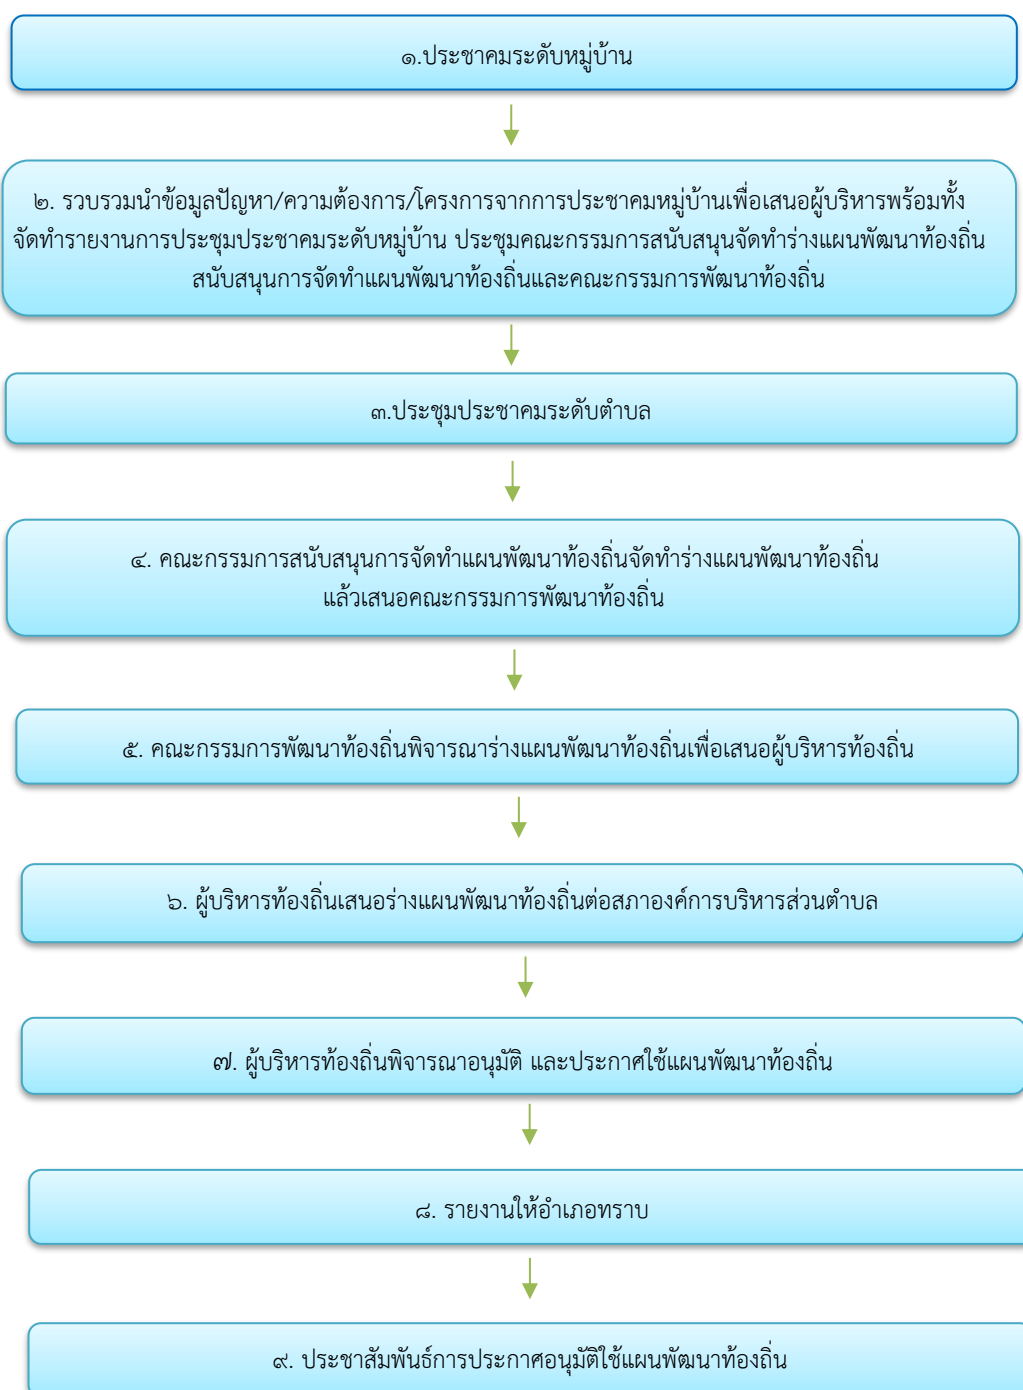 ๑.ประชาคมระดับหมู่บ้าน
๒. รวบรวมนำข้อมูลปัญหา/ความต้องการ/โครงการจากการประชาคมหมู่บ้านเพื่อเสนอผู้บริหารพร้อมทั้ง
จัดทำรายงานการประชุมประชาคมระดับหมู่บ้าน ประชุมคณะกรรมการสนับสนุนจัดทำร่างแผนพัฒนาท้องถิ่น
สนับสนุนการจัดทำแผนพัฒนาท้องถิ่นและคณะกรรมการพัฒนาท้องถิ่น
๓.ประชุมประชาคมระดับตำบล
๔. คณะกรรมการสนับสนุนการจัดทำแผนพัฒนาท้องถิ่นจัดทำร่างแผนพัฒนาท้องถิ่น
แล้วเสนอคณะกรรมการพัฒนาท้องถิ่น
๕. คณะกรรมการพัฒนาท้องถิ่นพิจารณาร่างแผนพัฒนาท้องถิ่นเพื่อเสนอผู้บริหารท้องถิ่น
๖. ผู้บริหารท้องถิ่นเสนอร่างแผนพัฒนาท้องถิ่นต่อสภาองค์การบริหารส่วนตำบล
๗. ผู้บริหารท้องถิ่นพิจารณาอนุมัติ และประกาศใช้แผนพัฒนาท้องถิ่น
๘. รายงานให้อำเภอทราบ
๙. ประชาสัมพันธ์การประกาศอนุมัติใช้แผนพัฒนาท้องถิ่น